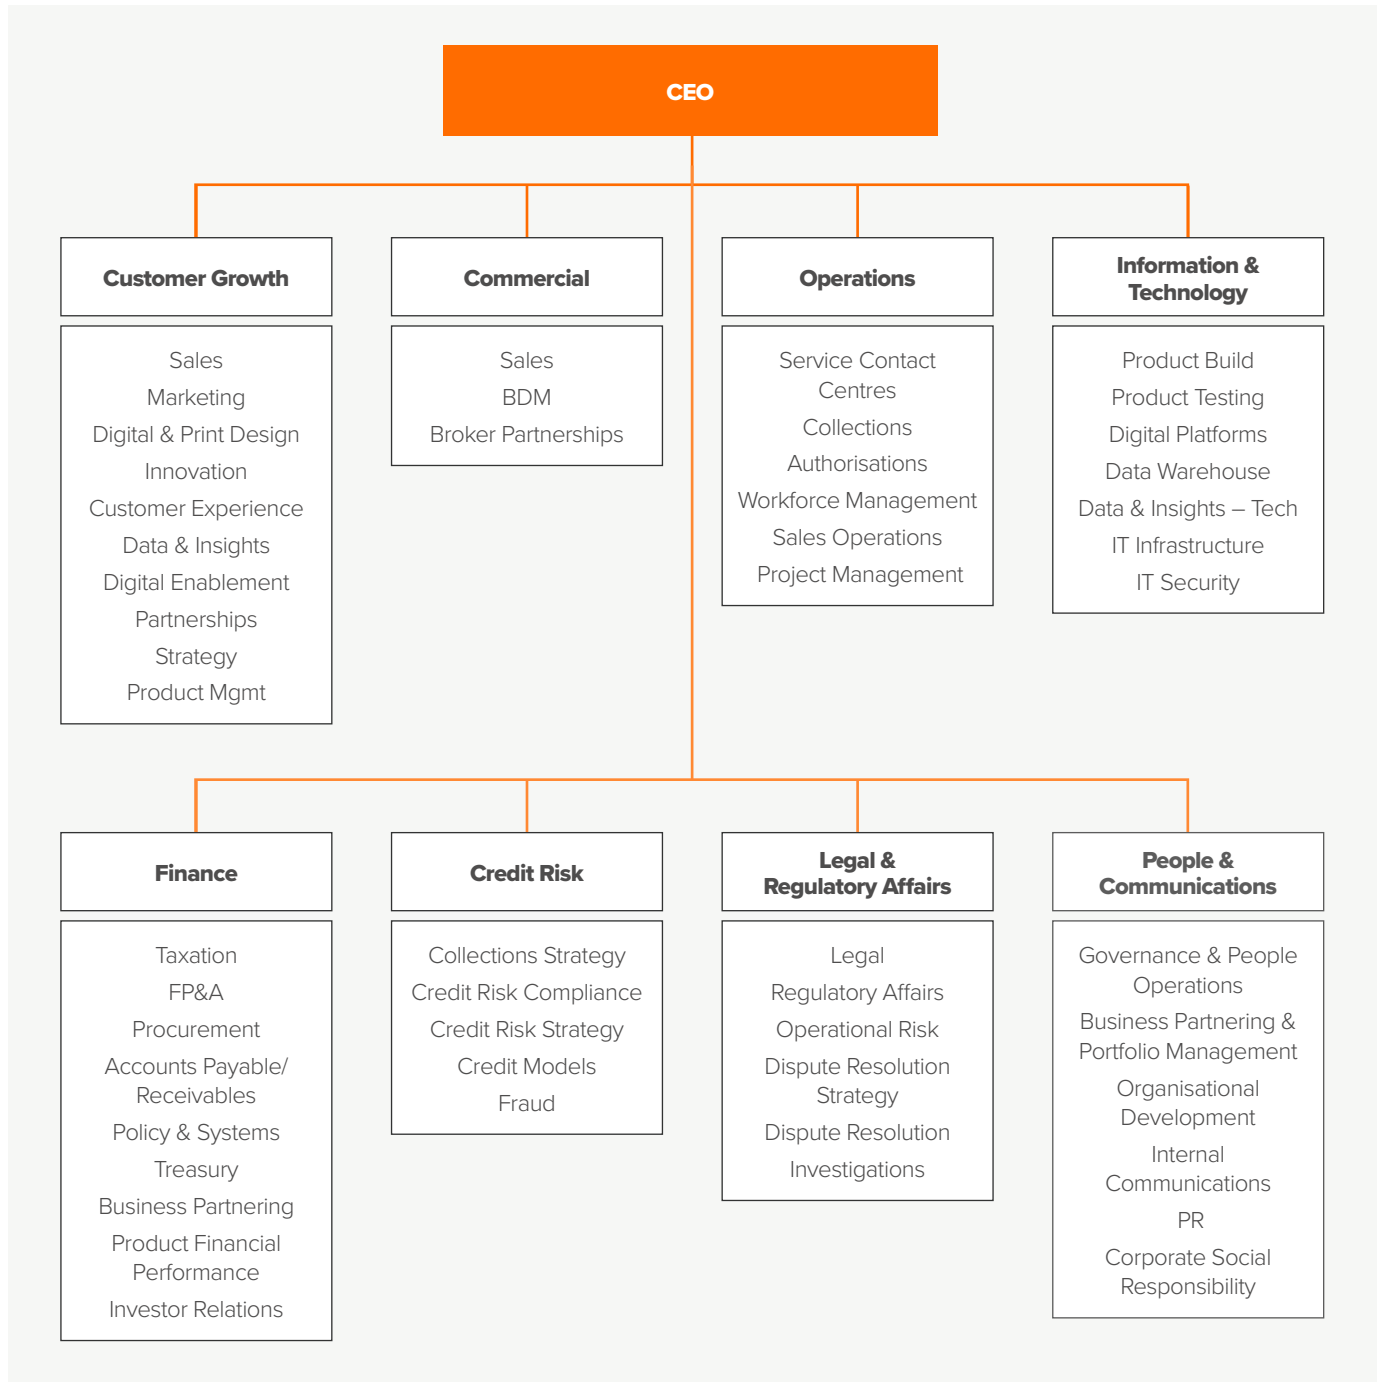 CEO
Customer Growth
Sales
Marketing
Digital & Print Design
Innovation
Customer Experience
Data & Insights
Digital Enablement
Partnerships
Strategy
Product Mgmt
Commercial
Sales
BDM
Broker Partnerships
Operations
Service Contact
Centres
Collections
Authorisations
Workforce Management
Sales Operations
Project Management
Information &
Technology
Product Build
Product Testing
Digital Platforms
Data Warehouse
Data & Insights – Tech
IT Infrastructure
IT Security
Finance
Taxation
FP&A
Procurement
Accounts Payable/
Receivables
Policy & Systems
Treasury
Business Partnering
Product Financial
Performance
Investor Relations
Credit Risk
Collections Strategy
Credit Risk Compliance
Credit Risk Strategy
Credit Models
Fraud
Legal &
Regulatory Affairs
Legal
Regulatory Affairs
Operational Risk
Dispute Resolution
Strategy
Dispute Resolution
Investigations
People &
Communications
Governance & People
Operations
Business Partnering &
Portfolio Management
Organisational
Development
Internal
Communications
PR
Corporate Social
Responsibility